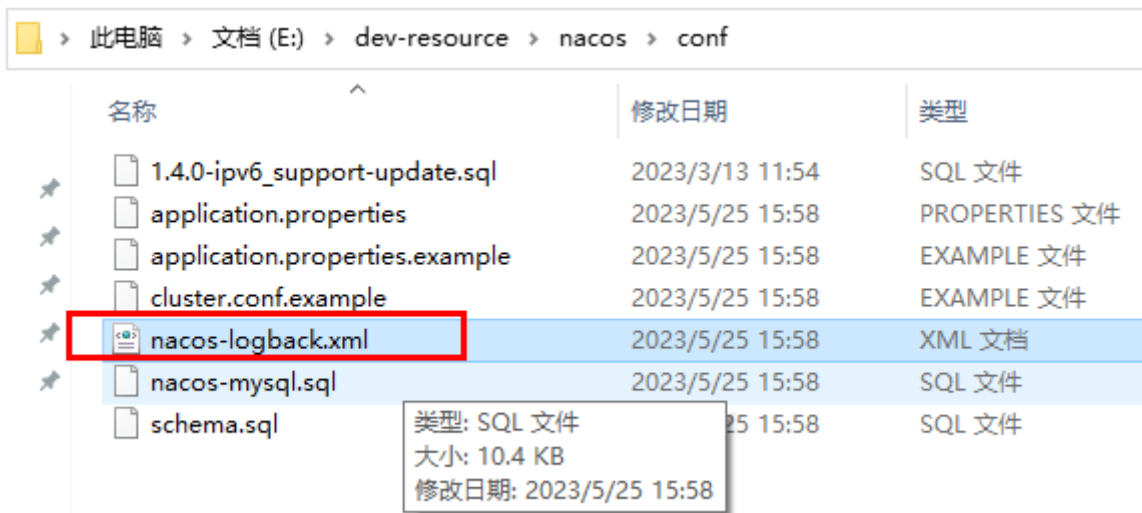 此电脑 > 文档 (E:) > dev-resource > nacos > conf
名称 修改日期 类型
1.4.0-ipv6_support-update.sql 2023/3/13 11:54 SQL 文件
application.properties 2023/5/25 15:58 PROPERTIES 文件
application.properties.example 2023/5/25 15:58 EXAMPLE 文件
cluster.conf.example 2023/5/25 15:58 EXAMPLE 文件
nacos-logback.xml 2023/5/25 15:58 XML 文档
nacos-mysql.sql 2023/5/25 15:58 SQL 文件
schema.sql 25 15:58 SQL 文件
类型: SQL 文件
大小: 10.4 KB
修改日期: 2023/5/25 15:58